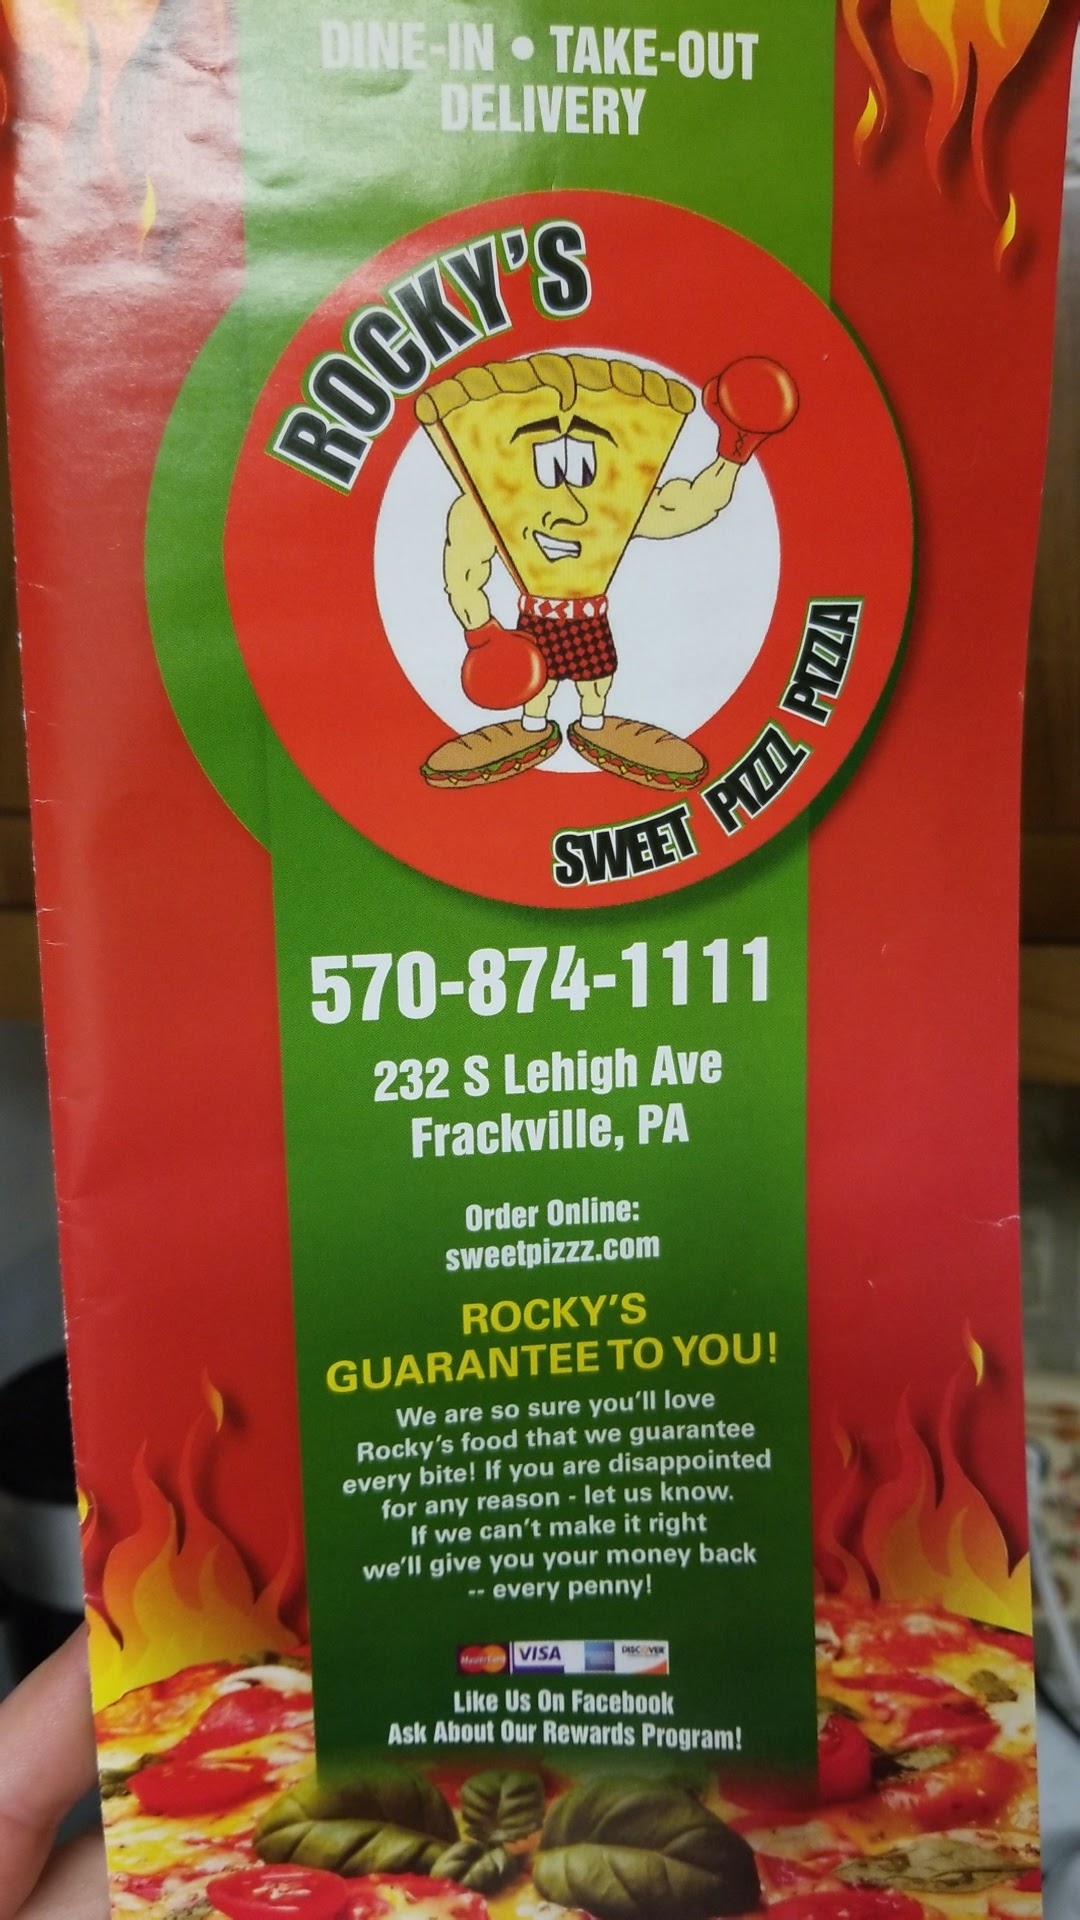 DINE-IN • TAKE-OUT
DELIVERY
ROCKY'S
SWEET PIZZZ PIZZA
570-874-1111
232 S Lehigh Ave
Frackville, PA
Order Online:
sweetpizzz.com
ROCKY'S
GUARANTEE TO YOU!
We are so sure you'll love
Rocky's food that we guarantee
every bite! If you are disappointed
for any reason - let us know.
If we can't make it right
we'll give you your money back
-- every penny!
MasterCard VISA DISCOVER
Like Us On Facebook
Ask About Our Rewards Program!